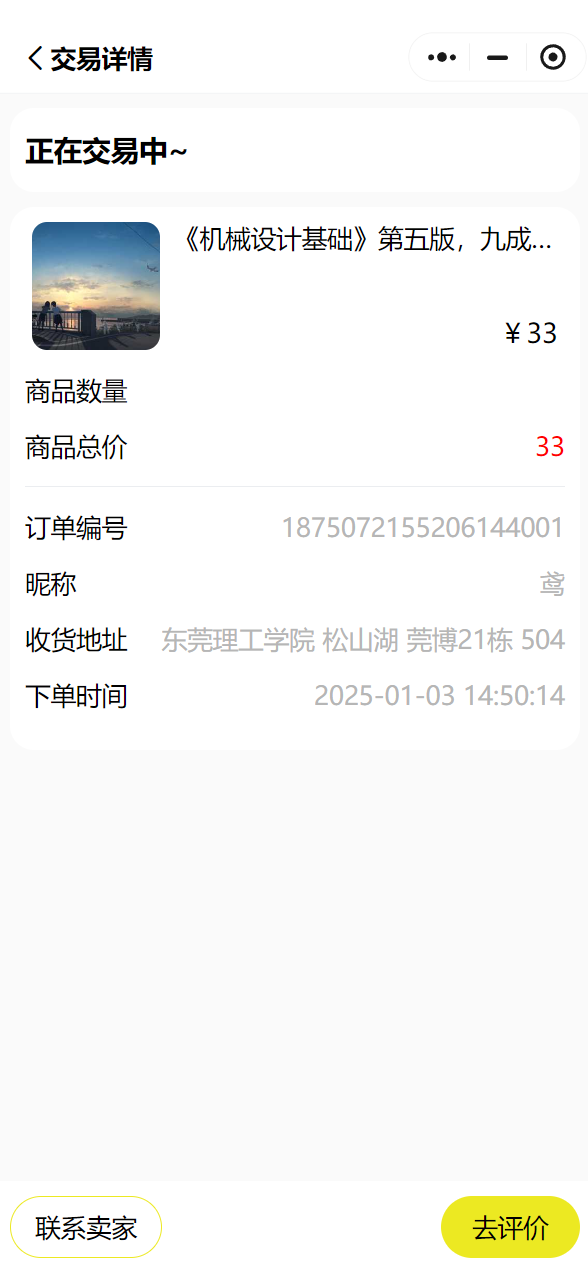 交易详情
正在交易中~
《机械设计基础》第五版，九成...
¥ 33
商品数量
商品总价 33
订单编号 1875072155206144001
昵称 鸢
收货地址 东莞理工学院 松山湖 莞博21栋 504
下单时间 2025-01-03 14:50:14
联系卖家 去评价